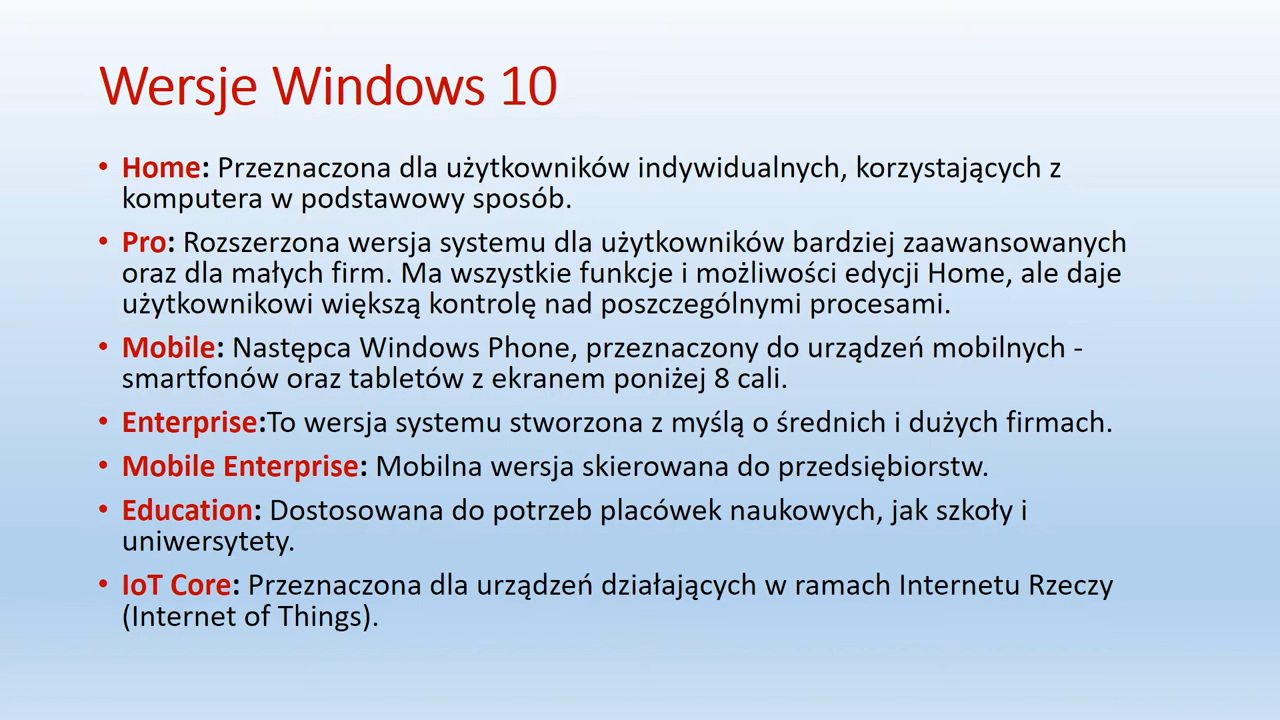 Wersje Windows 10
• Home: Przeznaczona dla użytkowników indywidualnych, korzystających z
komputera w podstawowy sposób.
• Pro: Rozszerzona wersja systemu dla użytkowników bardziej zaawansowanych
oraz dla małych firm. Ma wszystkie funkcje i możliwości edycji Home, ale daje
użytkownikowi większą kontrolę nad poszczególnymi procesami.
• Mobile: Następca Windows Phone, przeznaczony do urządzeń mobilnych -
smartfonów oraz tabletów z ekranem poniżej 8 cali.
• Enterprise:To wersja systemu stworzona z myślą o średnich i dużych firmach.
• Mobile Enterprise: Mobilna wersja skierowana do przedsiębiorstw.
• Education: Dostosowana do potrzeb placówek naukowych, jak szkoły i
uniwersytety.
• IoT Core: Przeznaczona dla urządzeń działających w ramach Internetu Rzeczy
(Internet of Things).